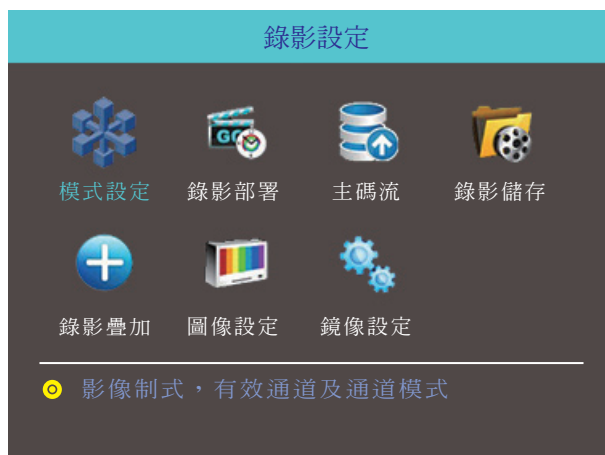 錄影設定
GO
模式設定 錄影部署 主碼流 錄影儲存
錄影疊加 圖像設定 鏡像設定
影像制式，有效通道及通道模式